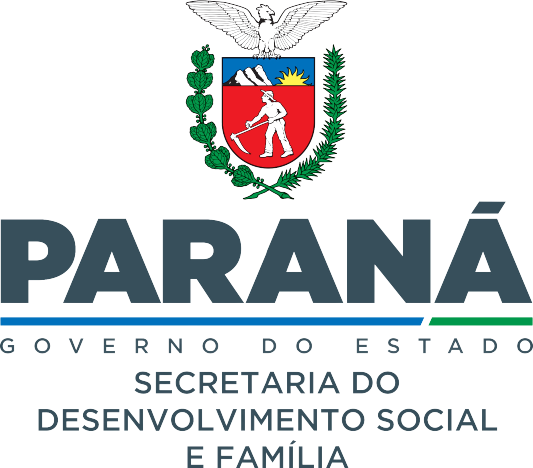 PARANÁ
GOVERNO DO ESTADO
SECRETARIA DO
DESENVOLVIMENTO SOCIAL
E FAMÍLIA